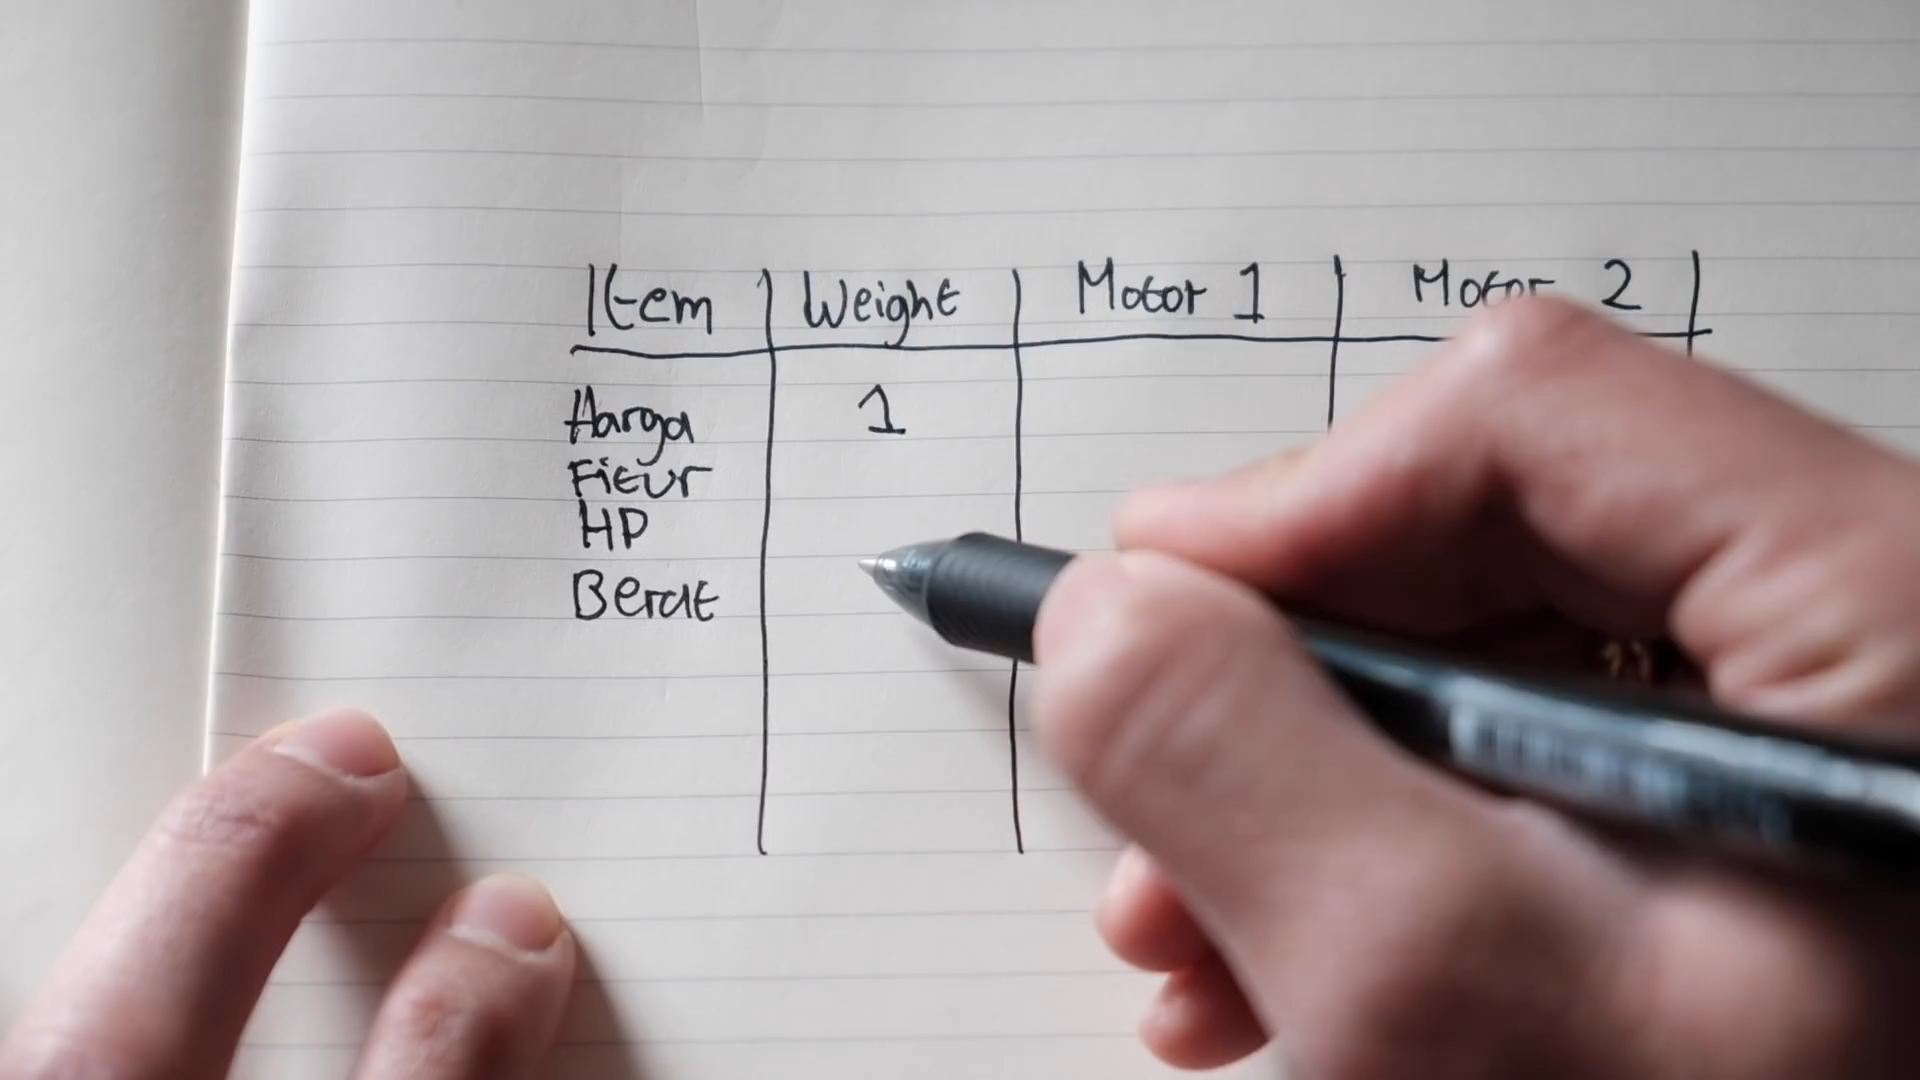 Item Weight Motor 1 Motor 2
Harga 1
Fitur
HP
Berat